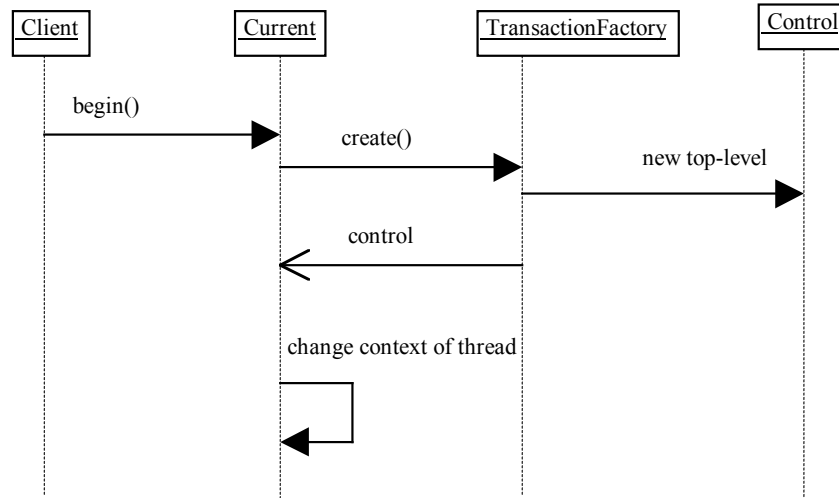 Client
Current
TransactionFactory
Control
begin()
create()
new top-level
control
change context of thread